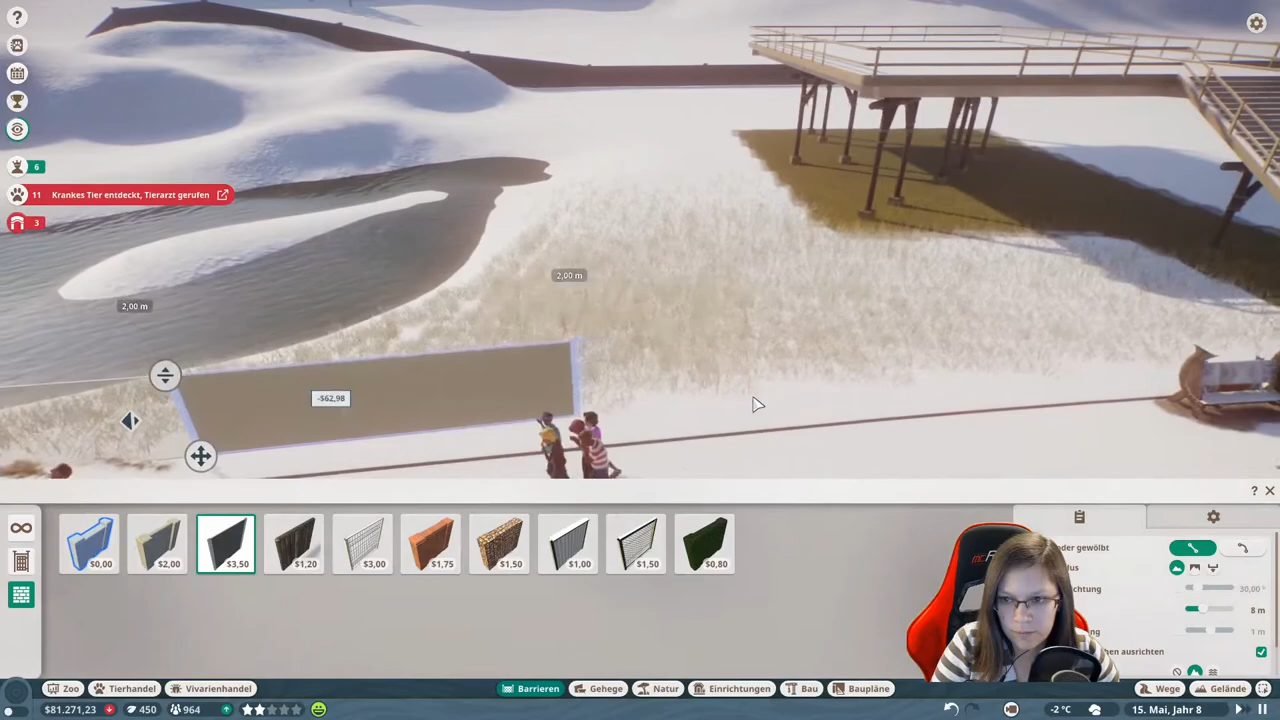 ?
6
11 Krankes Tier entdeckt, Tierarzt gerufen
3
2,00 m
2,00 m
-$62,98
? ×
$0,00 $2,00 $3,50 $1,20 $3,00 $1,75 $1,50 $1,00 $1,50 $0,80
oder gewölbt
30,00 °
8 m
1 m
ausrichten
Zoo Tierhandel Vivarienhandel Barrieren Gehege Natur Einrichtungen Bau Baupläne Wege Gelände
$81.271,23 450 964 -2 °C 15. Mai, Jahr 8